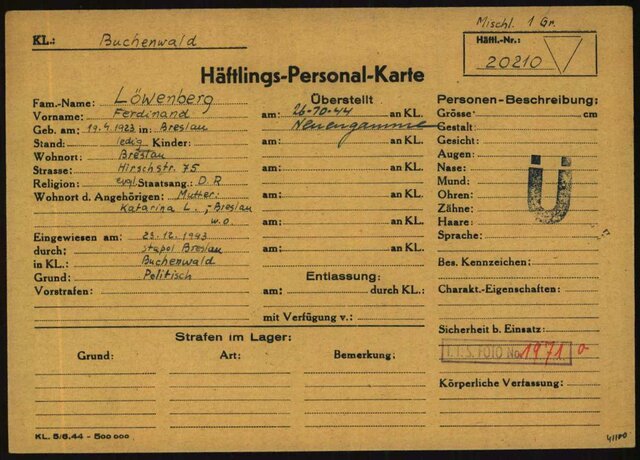 Mischl. 1 Gr.
KL.: Buchenwald
Häftl.-Nr.:
20210
Häftlings-Personal-Karte
Fam.-Name: Löwenberg
Vorname: Ferdinand
Geb. am: 19.4.1923 in: Breslau
Stand: ledig Kinder:
Wohnort: Breslau
Strasse: Hirschstr. 75
Religion: evgl. Staatsang.: D.R
Wohnort d. Angehörigen: Mutter:
Katarina L., Breslau
w.o.
Eingewiesen am: 23.12.1943
durch: stapol Breslau
in KL.: Buchenwald
Grund: Politisch
Vorstrafen:
Überstellt
am: 26-10-44 an KL.
Neuengamme
am: an KL.
am: an KL.
am: an KL.
am: an KL.
am: an KL.
Entlassung:
am: durch KL.:
mit Verfügung v.:
Personen-Beschreibung:
Grösse: cm
Gestalt:
Gesicht:
Augen:
Nase:
Mund:
Ohren:
Zähne:
Haare:
Sprache:
Ü
Bes. Kennzeichen:
Charakt.-Eigenschaften:
Sicherheit b. Einsatz:
I.T.S. FOTO No. 1971
Körperliche Verfassung:
Strafen im Lager:
Grund: Art: Bemerkung:
KL. 5/6.44 - 500 000